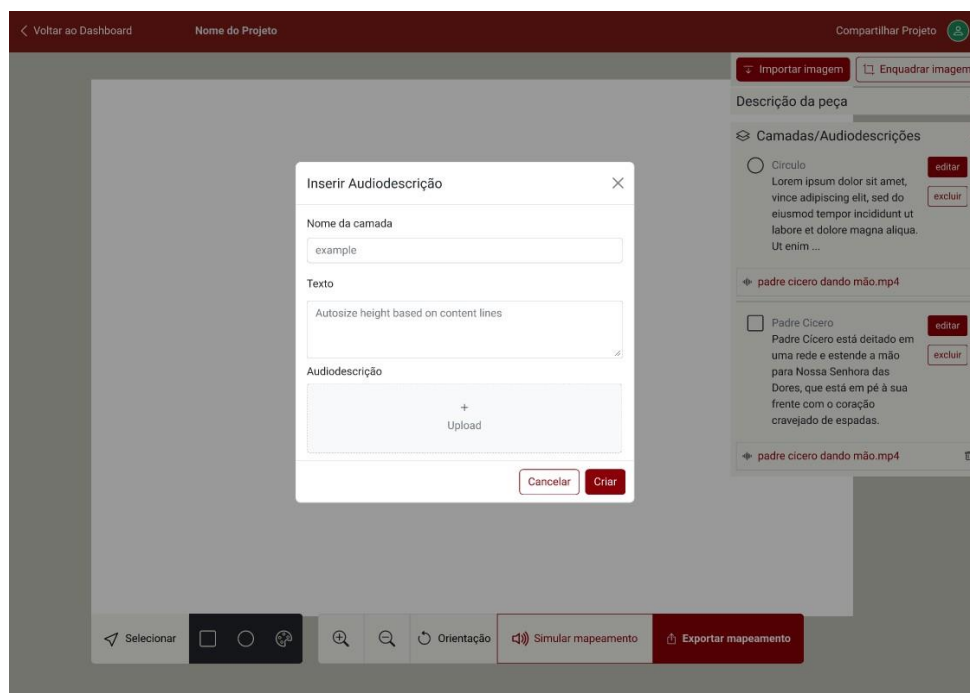 Voltar ao Dashboard
Nome do Projeto
Compartilhar Projeto
Importar imagem
Enquadrar imagem
Descrição da peça
Camadas/Audiodescrições
Circulo
editar
Lorem ipsum dolor sit amet,
vince adipiscing elit, sed do
excluir
eiusmod tempor incididunt ut
labore et dolore magna aliqua.
Ut enim ...
padre cicero dando mão.mp4
Padre Cicero
editar
Padre Cícero está deitado em
uma rede e estende a mão
excluir
para Nossa Senhora das
Dores, que está em pé à sua
frente com o coração
cravejado de espadas.
padre cicero dando mão.mp4
Inserir Audiodescrição
Nome da camada
example
Texto
Autosize height based on content lines
Audiodescrição
+
Upload
Cancelar
Criar
Selecionar
Orientação
Simular mapeamento
Exportar mapeamento